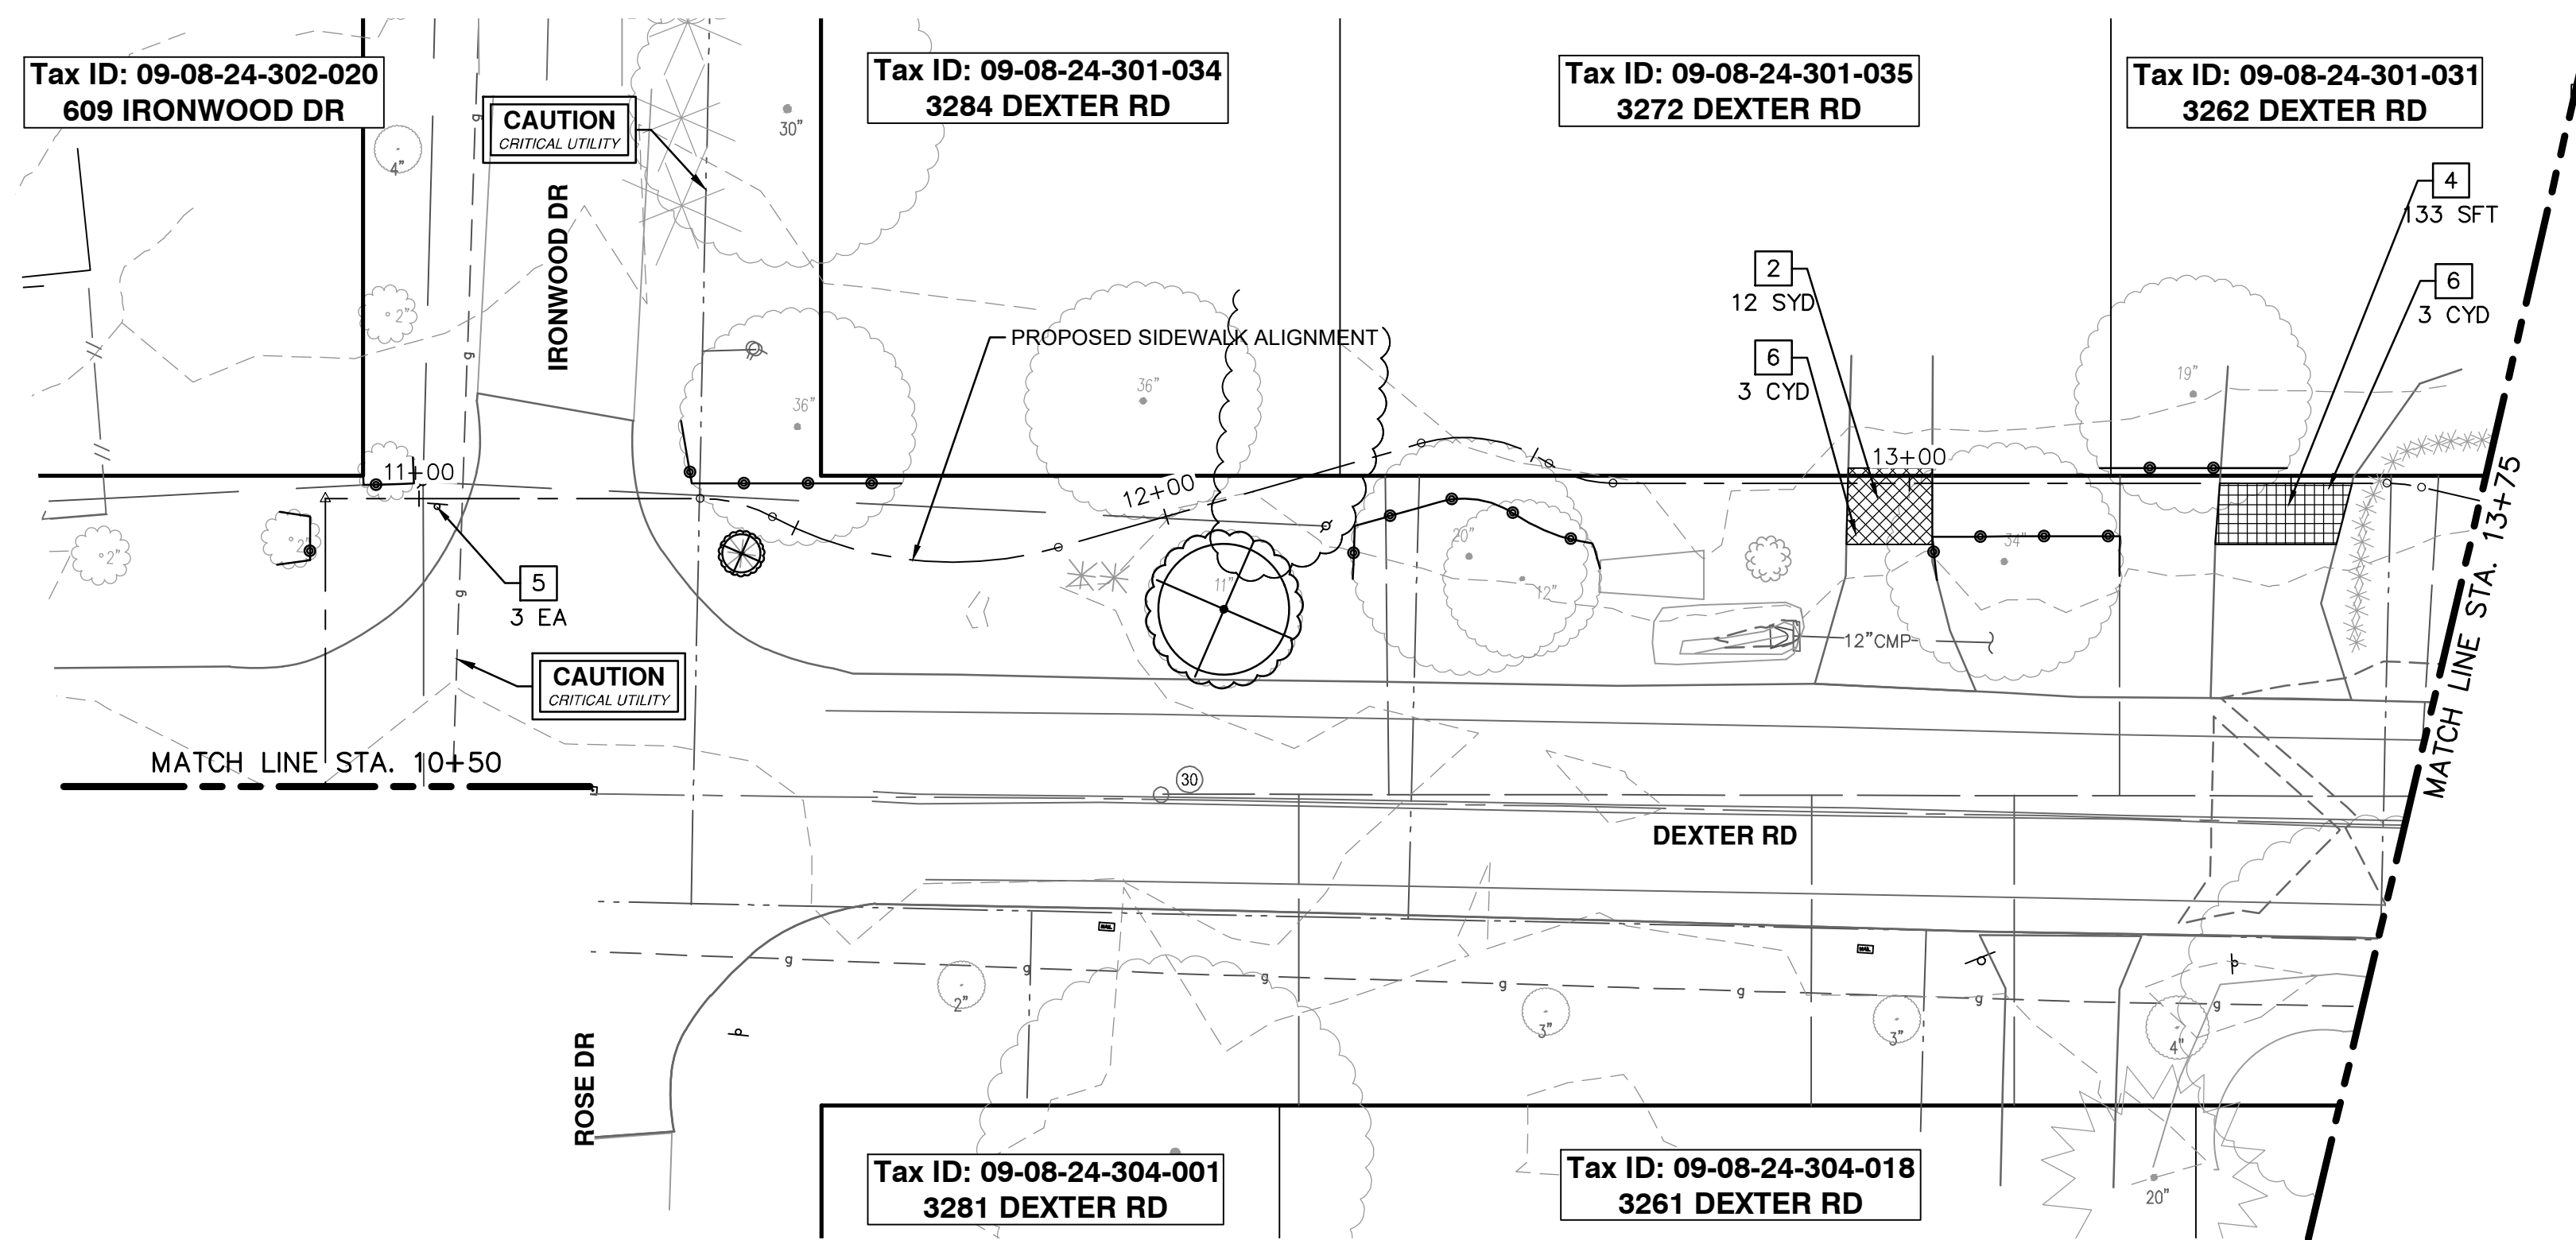 Tax ID: 09-08-24-302-020
609 IRONWOOD DR
Tax ID: 09-08-24-301-034
3284 DEXTER RD
Tax ID: 09-08-24-301-035
3272 DEXTER RD
Tax ID: 09-08-24-301-031
3262 DEXTER RD
CAUTION
CRITICAL UTILITY
30"
4"
g
IRONWOOD DR
4
133 SFT
2
12 SYD
6
3 CYD
6
3 CYD
2"
g
PROPOSED SIDEWALK ALIGNMENT
36"
36"
19"
11+00
12+00
13+00
MATCH LINE STA. 13+75
2"
2"
5
3 EA
g
11"
20"
12"
34"
12"CMP
CAUTION
CRITICAL UTILITY
MATCH LINE STA. 10+50
30
DEXTER RD
g
g
g
g
g
g
g
2"
3"
3"
4"
ROSE DR
20"
Tax ID: 09-08-24-304-001
3281 DEXTER RD
Tax ID: 09-08-24-304-018
3261 DEXTER RD